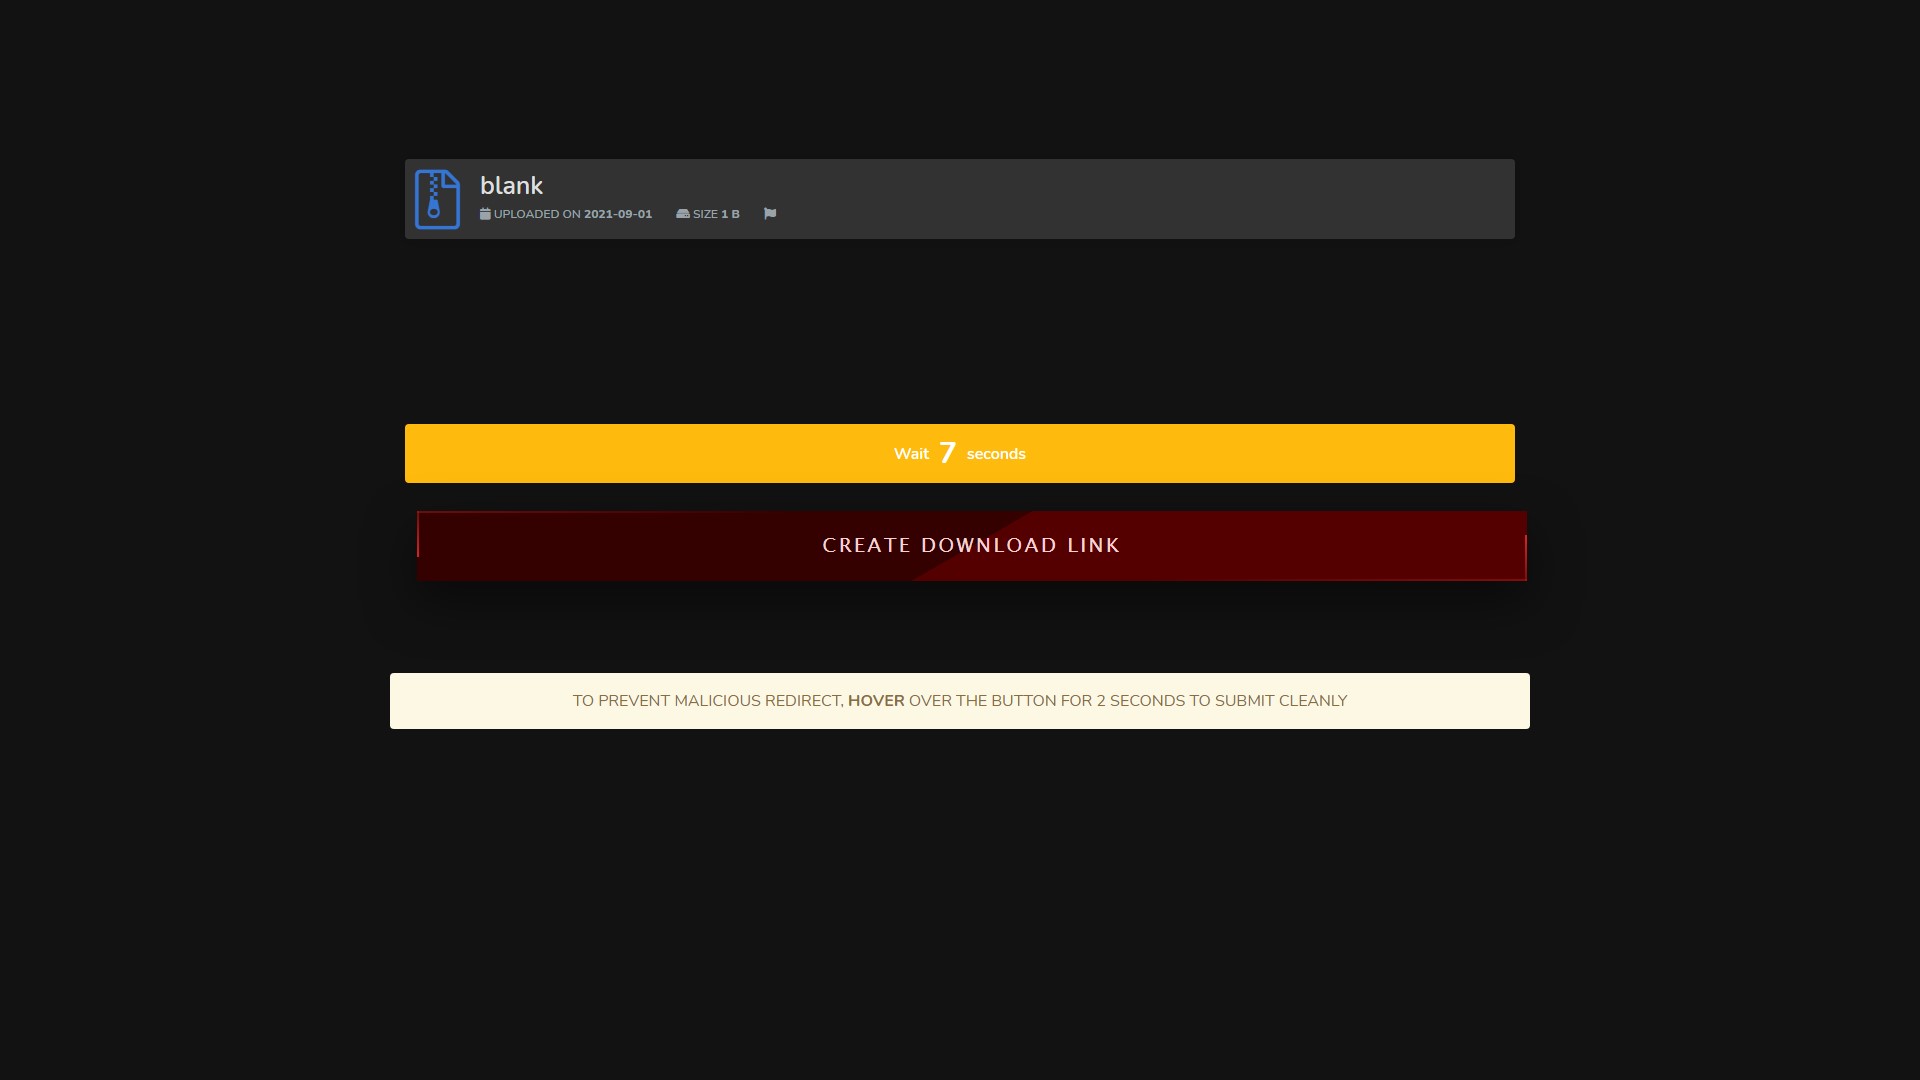 blank
UPLOADED ON 2021-09-01 SIZE 1 B
Wait 7 seconds
CREATE DOWNLOAD LINK
TO PREVENT MALICIOUS REDIRECT, HOVER OVER THE BUTTON FOR 2 SECONDS TO SUBMIT CLEANLY